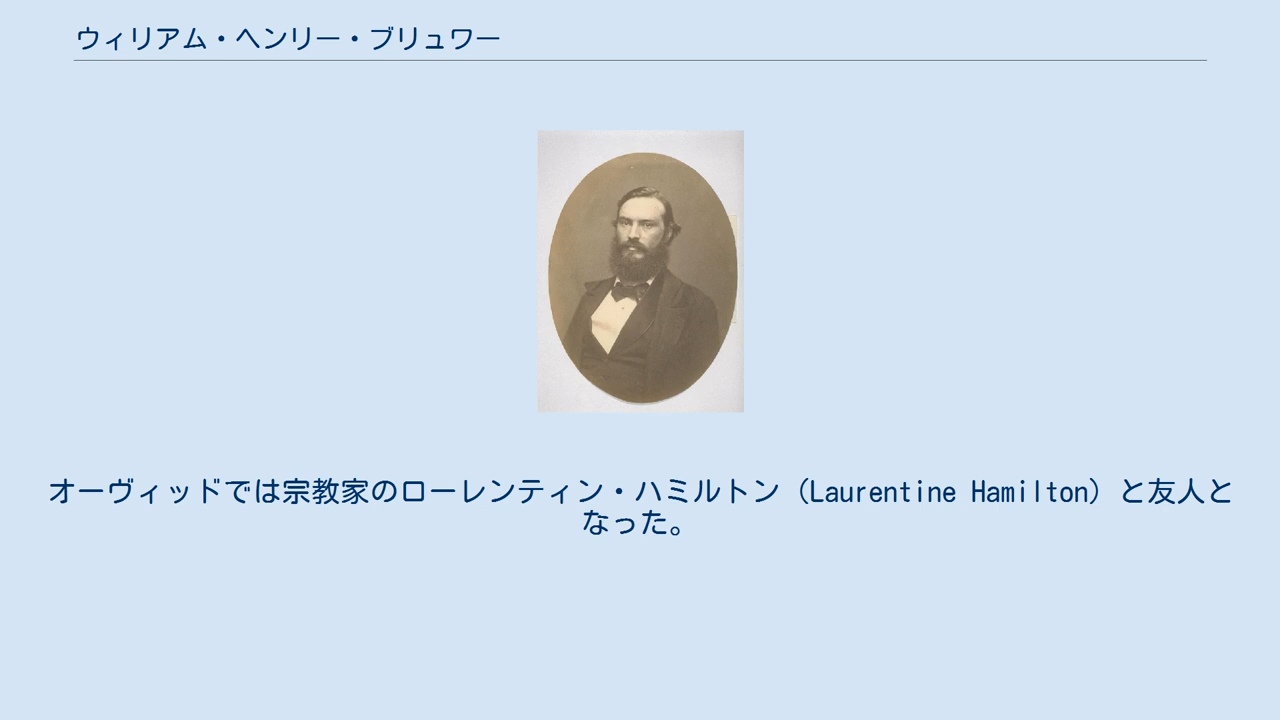 ウィリアム・ヘンリー・ブリュワー
オーヴィッドでは宗教家のローレンティン・ハミルトン（Laurentine Hamilton）と友人と
なった。